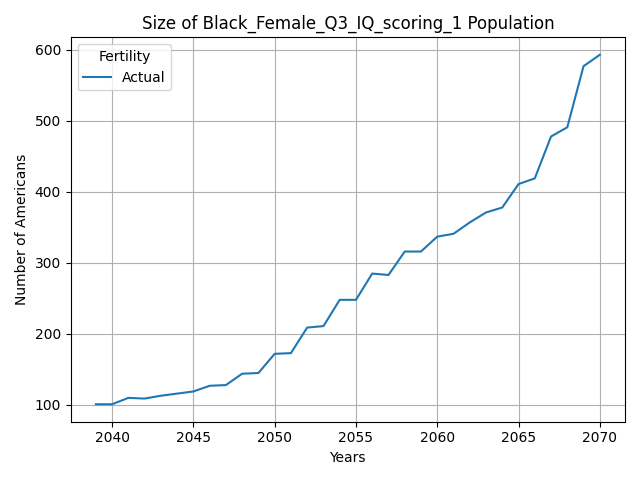 Size of Black_Female_Q3_IQ_scoring_1 Population
Fertility
Actual
Number of Americans
600
500
400
300
200
100
2040 2045 2050 2055 2060 2065 2070
Years